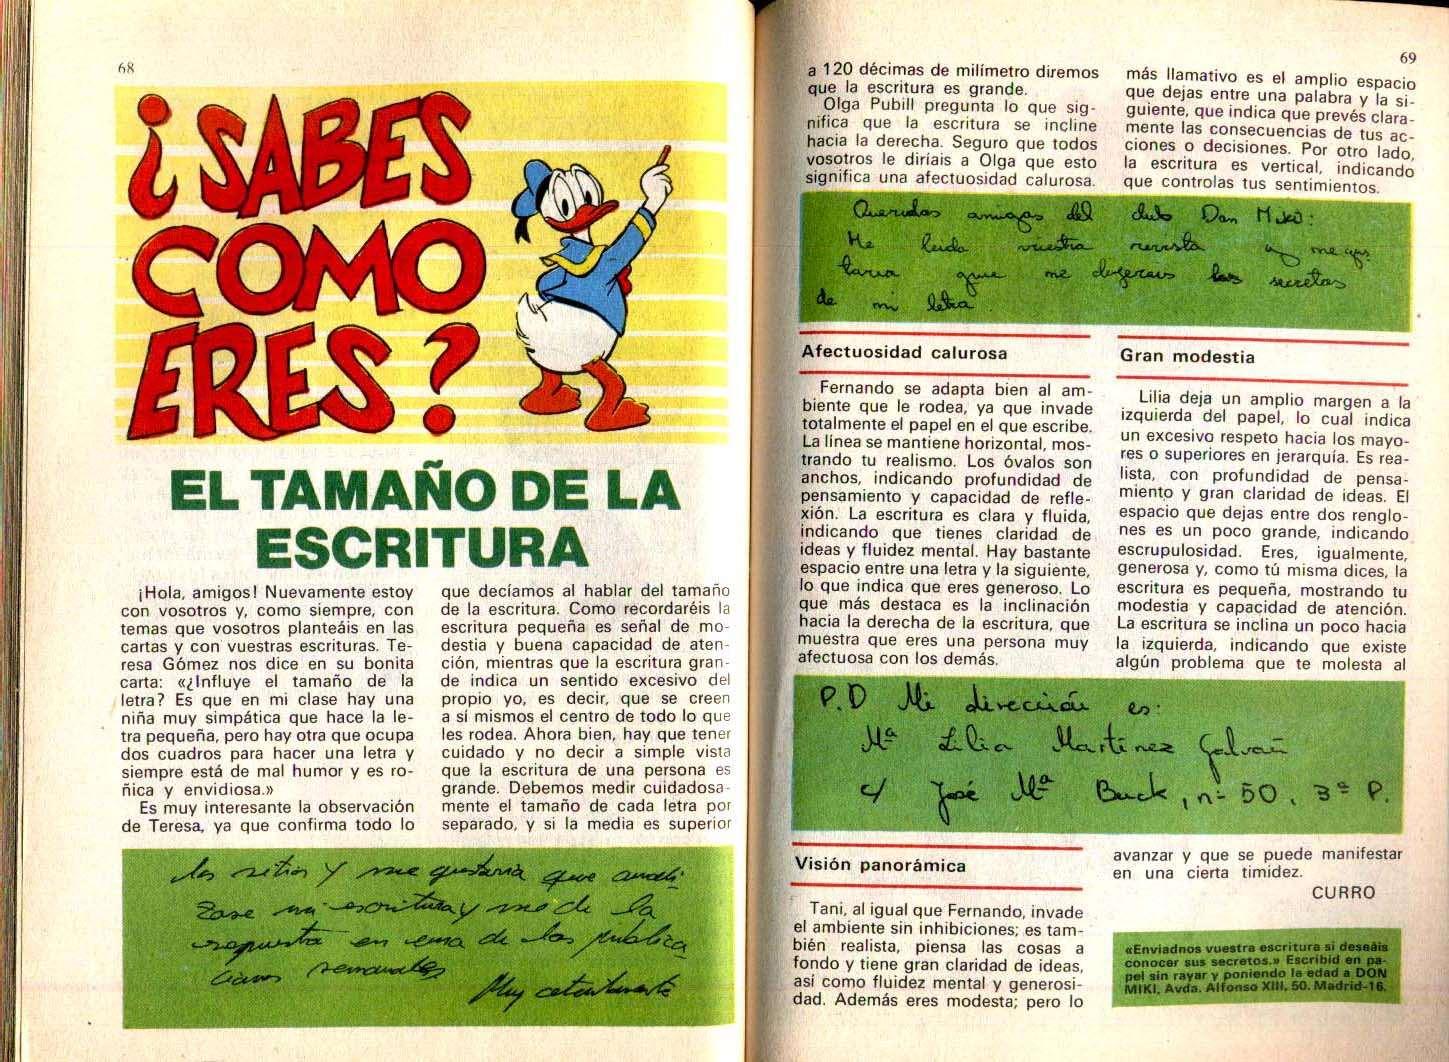 68
¿SABES
COMO
ERES?
EL TAMAÑO DE LA
ESCRITURA
¡Hola, amigos! Nuevamente estoy
con vosotros y, como siempre, con
temas que vosotros planteáis en las
cartas y con vuestras escrituras. Te-
resa Gómez nos dice en su bonita
carta: «¿Influye el tamaño de la
letra? Es que en mi clase hay una
niña muy simpática que hace la le-
tra pequeña, pero hay otra que ocupa
dos cuadros para hacer una letra y
siempre está de mal humor y es ro-
ñica y envidiosa.»
Es muy interesante la observación
de Teresa, ya que confirma todo lo
que decíamos al hablar del tamaño
de la escritura. Como recordaréis la
escritura pequeña es señal de mo-
destia y buena capacidad de aten-
ción, mientras que la escritura gran-
de indica un sentido excesivo del
propio yo, es decir, que se creen
a sí mismos el centro de todo lo que
les rodea. Ahora bien, hay que tener
cuidado y no decir a simple vista
que la escritura de una persona es
grande. Debemos medir cuidadosa-
mente el tamaño de cada letra por
separado, y si la media es superior
los sitios y me gustaria que anali-
zase mi escritura y me de la
respuesta en una de las publica
ciones semanales
Muy atentamente
69
a 120 décimas de milímetro diremos
que la escritura es grande.
Olga Pubill pregunta lo que sig-
nifica que la escritura se incline
hacia la derecha. Seguro que todos
vosotros le diríais a Olga que esto
significa una afectuosidad calurosa.
más llamativo es el amplio espacio
que dejas entre una palabra y la si-
guiente, que indica que prevés clara-
mente las consecuencias de tus ac-
ciones o decisiones. Por otro lado,
la escritura es vertical, indicando
que controlas tus sentimientos.
Queridos amigos del club Don Miki:
He leido vuestra revista y me gus-
taria que me dijerais los secretos
de mi letra.
Afectuosidad calurosa
Fernando se adapta bien al am-
biente que le rodea, ya que invade
totalmente el papel en el que escribe.
La línea se mantiene horizontal, mos-
trando tu realismo. Los óvalos son
anchos, indicando profundidad de
pensamiento y capacidad de refle-
xión. La escritura es clara y fluida,
indicando que tienes claridad de
ideas y fluidez mental. Hay bastante
espacio entre una letra y la siguiente,
lo que indica que eres generoso. Lo
que más destaca es la inclinación
hacia la derecha de la escritura, que
muestra que eres una persona muy
afectuosa con los demás.
Gran modestia
Lilia deja un amplio margen a la
izquierda del papel, lo cual indica
un excesivo respeto hacia los mayo-
res o superiores en jerarquía. Es rea-
lista, con profundidad de pensa-
miento y gran claridad de ideas. El
espacio que dejas entre dos renglo-
nes es un poco grande, indicando
escrupulosidad. Eres, igualmente,
generosa y, como tú misma dices, la
escritura es pequeña, mostrando tu
modestia y capacidad de atención.
La escritura se inclina un poco hacia
la izquierda, indicando que existe
algún problema que te molesta al
P.D Mi dirección es:
Mª Lilia Martínez Galvañ
c/ José Mª Buck, nº 50, 3º P.
Visión panorámica
Tani, al igual que Fernando, invade
el ambiente sin inhibiciones; es tam-
bién realista, piensa las cosas a
fondo y tiene gran claridad de ideas,
así como fluidez mental y generosi-
dad. Además eres modesta; pero lo
avanzar y que se puede manifestar
en una cierta timidez.
CURRO
«Enviadnos vuestra escritura si deseáis
conocer sus secretos.» Escribid en pa-
pel sin rayar y poniendo la edad a DON
MIKI, Avda. Alfonso XIII, 50. Madrid-16.